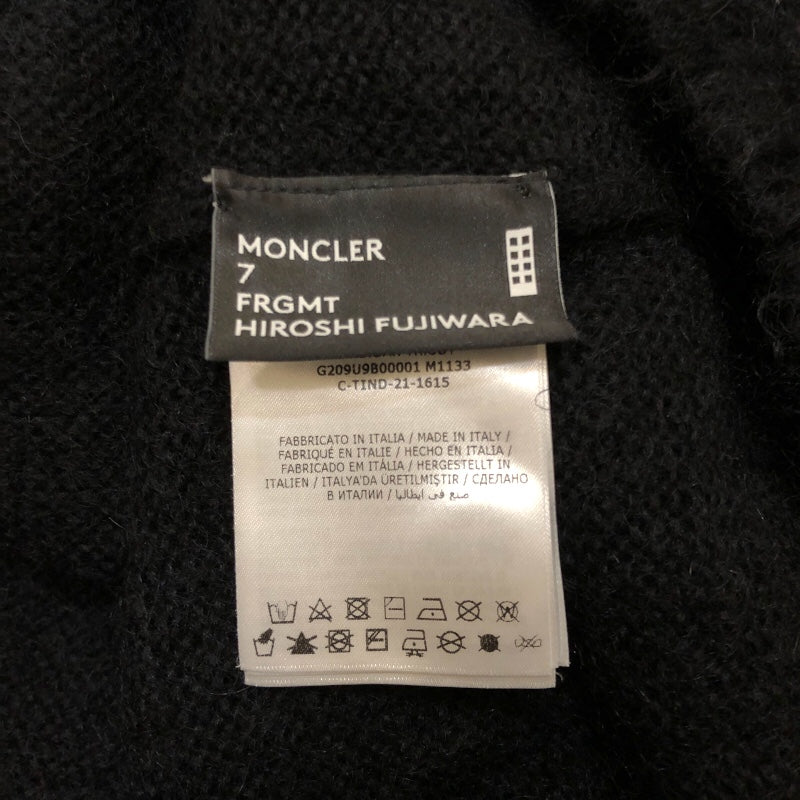 MONCLER
7
FRGMT
HIROSHI FUJIWARA
G209U9B00001 M1133
C-TIND-21-1615
FABBRICATO IN ITALIA / MADE IN ITALY /
FABRIQUÉ EN ITALIE / HECHO EN ITALIA /
FABRICADO EM ITÁLIA / HERGESTELLT IN
ITALIEN / ITALYA'DA ÜRETILMIŞTIR / СДЕЛАНО
В ИТАЛИИ / صنع في ايطاليا